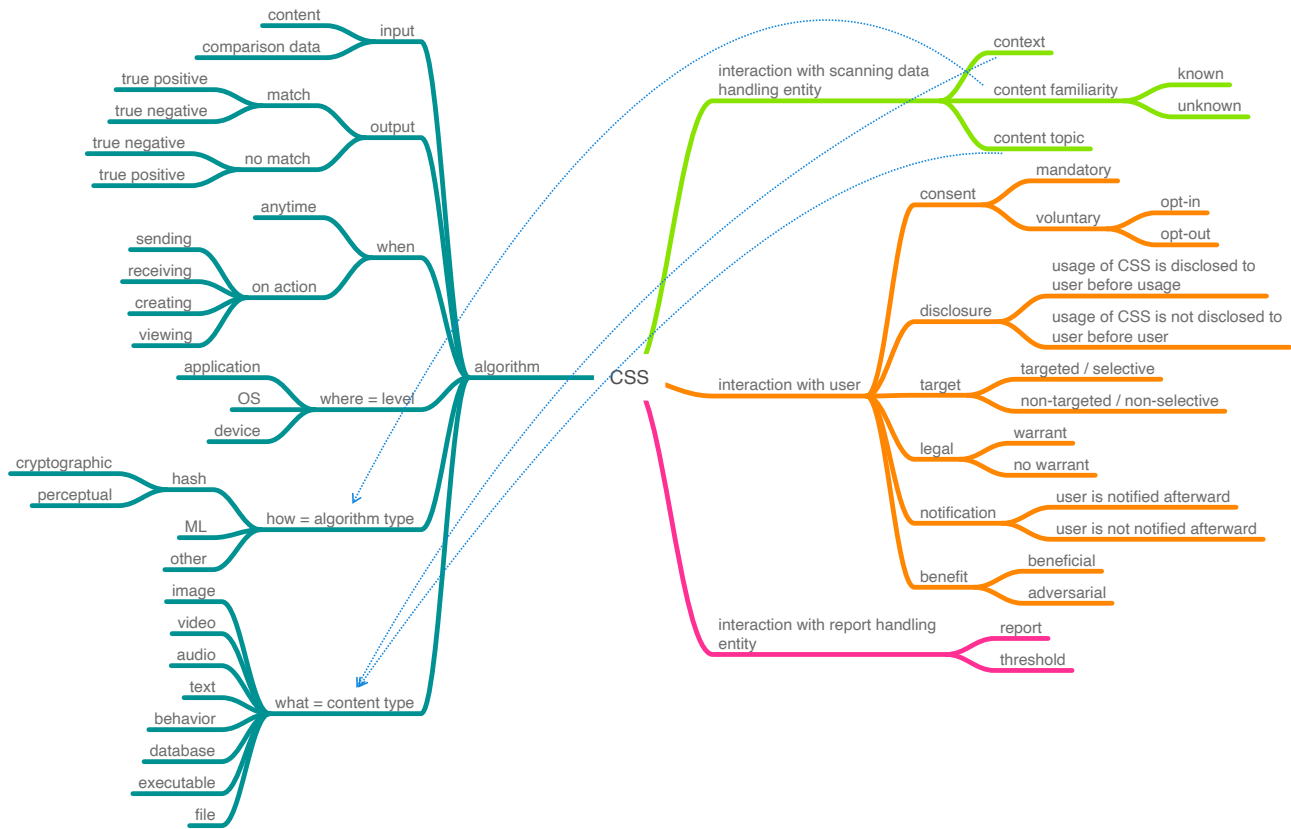 content
input
comparison data
true positive
match
true negative
output
true negative
no match
true positive
anytime
when
sending
receiving
on action
creating
viewing
algorithm
application
OS
where = level
device
cryptographic
hash
perceptual
how = algorithm type
ML
other
image
video
audio
text
what = content type
behavior
database
executable
file
CSS
interaction with scanning data
handling entity
context
content familiarity
known
unknown
content topic
interaction with user
consent
mandatory
voluntary
opt-in
opt-out
disclosure
usage of CSS is disclosed to
user before usage
usage of CSS is not disclosed to
user before user
target
targeted / selective
non-targeted / non-selective
legal
warrant
no warrant
notification
user is notified afterward
user is not notified afterward
benefit
beneficial
adversarial
interaction with report handling
entity
report
threshold